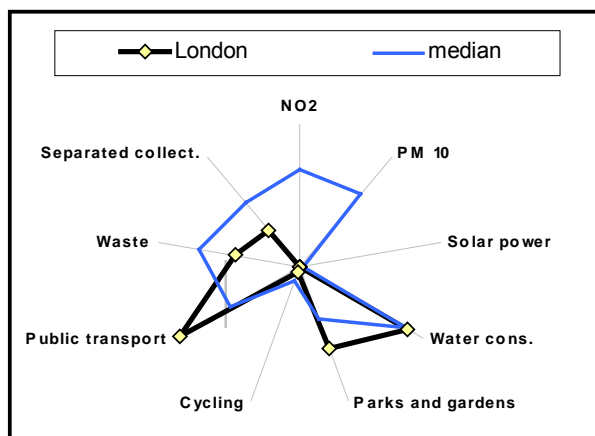 London median
NO2
Separated collect. PM 10
Waste Solar power
Public transport Water cons.
Cycling Parks and gardens